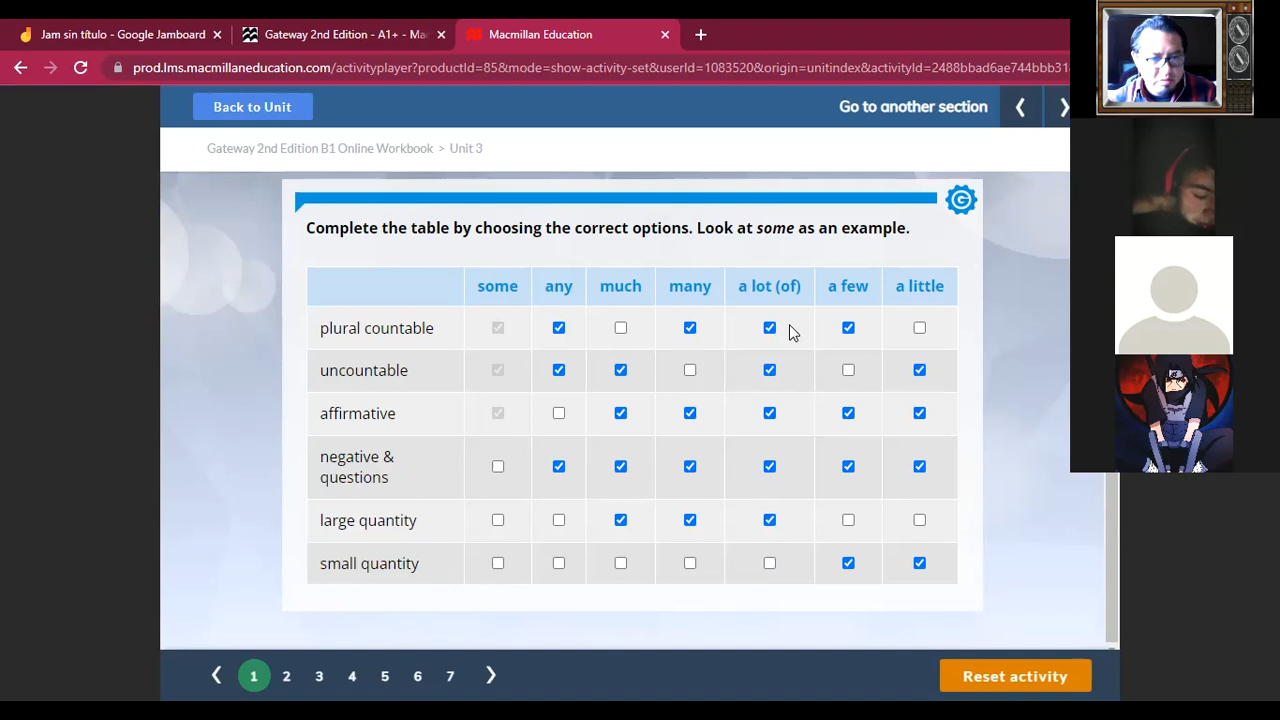 Jam sin título - Google Jamboard
Gateway 2nd Edition - A1+ - Mac
Macmillan Education
prod.lms.macmillaneducation.com/activityplayer?productId=85&mode=show-activity-set&userId=1083520&origin=unitindex&activityId=2488bbad6ae744bbb31
Back to Unit
Go to another section
Gateway 2nd Edition B1 Online Workbook > Unit 3
G
Complete the table by choosing the correct options. Look at some as an example.
some any much many a lot (of) a few a little
plural countable
uncountable
affirmative
negative &
questions
large quantity
small quantity
1 2 3 4 5 6 7
Reset activity